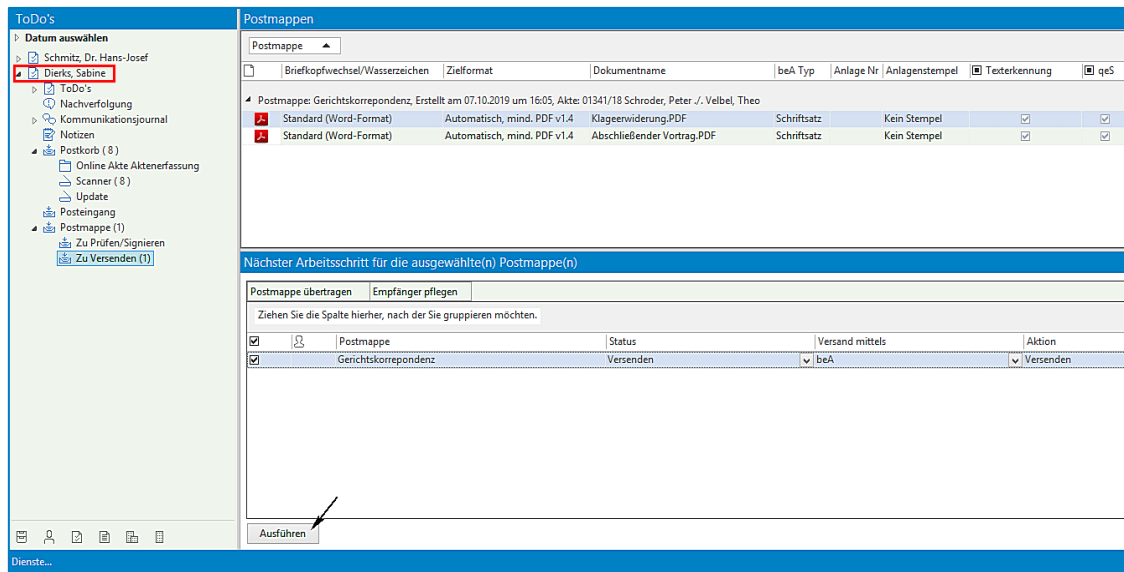 ToDo's
Datum auswählen
Schmitz, Dr. Hans-Josef
Dierks, Sabine
ToDo's
Nachverfolgung
Kommunikationsjournal
Notizen
Postkorb ( 8 )
Online Akte Aktenerfassung
Scanner ( 8 )
Update
Posteingang
Postmappe (1)
Zu Prüfen/Signieren
Zu Versenden (1)
Postmappen
Postmappe
Briefkopfwechsel/Wasserzeichen Zielformat Dokumentname beA Typ Anlage Nr Anlagenstempel Texterkennung qeS
Postmappe: Gerichtskorrepondenz, Erstellt am 07.10.2019 um 16:05, Akte: 01341/18 Schroder, Peter ./. Velbel, Theo
Standard (Word-Format) Automatisch, mind. PDF v1.4 Klageerwiderung.PDF Schriftsatz Kein Stempel
Standard (Word-Format) Automatisch, mind. PDF v1.4 Abschließender Vortrag.PDF Schriftsatz Kein Stempel
Nächster Arbeitsschritt für die ausgewählte(n) Postmappe(n)
Postmappe übertragen Empfänger pflegen
Ziehen Sie die Spalte hierher, nach der Sie gruppieren möchten.
Postmappe Status Versand mittels Aktion
Gerichtskorrepondenz Versenden beA Versenden
Ausführen
Dienste...